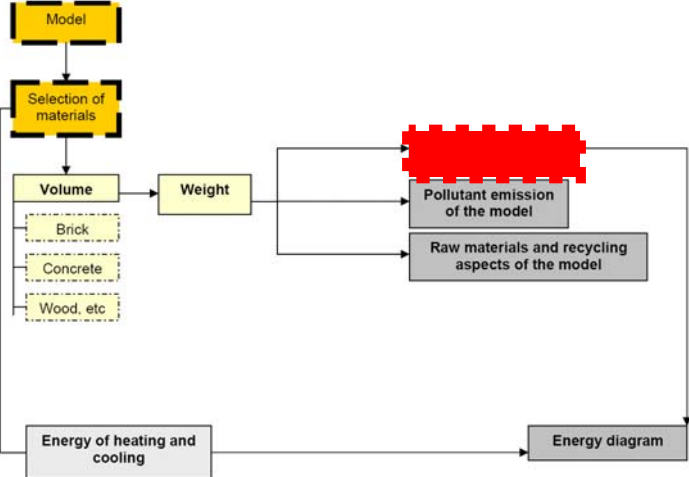 Model
Selection of
materials
Volume
Weight
Brick
Concrete
Wood, etc
Pollutant emission
of the model
Raw materials and recycling
aspects of the model
Energy of heating and
cooling
Energy diagram